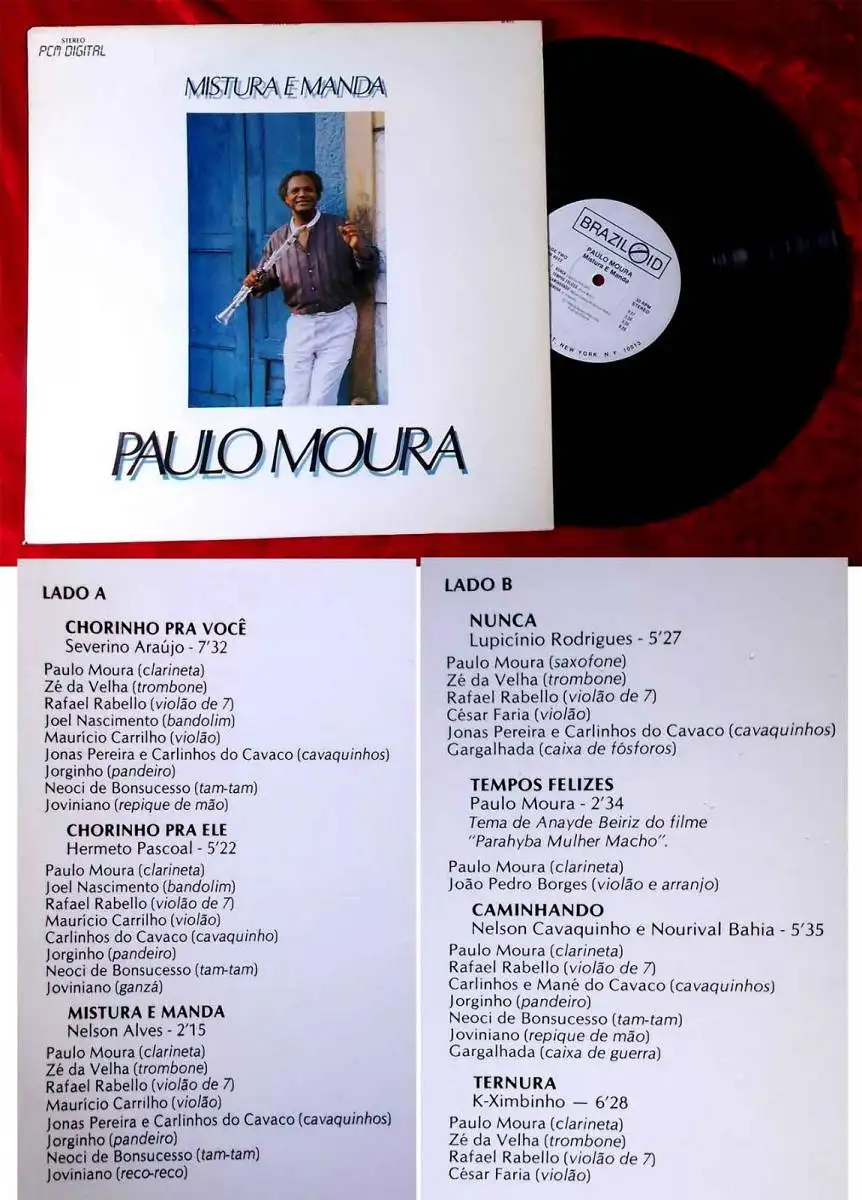 STEREO
PCM DIGITAL
MISTURA E MANDA
PAULO MOURA
BRAZILOID
PAULO MOURA
Mistura E Manda
STEREO
NEW YORK, N.Y. 10013
LADO A
CHORINHO PRA VOCÊ
Severino Araújo - 7'32
Paulo Moura (clarineta)
Zé da Velha (trombone)
Rafael Rabello (violão de 7)
Joel Nascimento (bandolim)
Maurício Carrilho (violão)
Jonas Pereira e Carlinhos do Cavaco (cavaquinhos)
Jorginho (pandeiro)
Neoci de Bonsucesso (tam-tam)
Joviniano (repique de mão)
CHORINHO PRA ELE
Hermeto Pascoal - 5'22
Paulo Moura (clarineta)
Joel Nascimento (bandolim)
Rafael Rabello (violão de 7)
Maurício Carrilho (violão)
Carlinhos do Cavaco (cavaquinho)
Jorginho (pandeiro)
Neoci de Bonsucesso (tam-tam)
Joviniano (ganzá)
MISTURA E MANDA
Nelson Alves - 2'15
Paulo Moura (clarineta)
Zé da Velha (trombone)
Rafael Rabello (violão de 7)
Maurício Carrilho (violão)
Jonas Pereira e Carlinhos do Cavaco (cavaquinhos)
Jorginho (pandeiro)
Neoci de Bonsucesso (tam-tam)
Joviniano (reco-reco)
LADO B
NUNCA
Lupicínio Rodrigues - 5'27
Paulo Moura (saxofone)
Zé da Velha (trombone)
Rafael Rabello (violão de 7)
César Faria (violão)
Jonas Pereira e Carlinhos do Cavaco (cavaquinhos)
Gargalhada (caixa de fósforos)
TEMPOS FELIZES
Paulo Moura - 2'34
Tema de Anayde Beiriz do filme
"Parahyba Mulher Macho".
Paulo Moura (clarineta)
João Pedro Borges (violão e arranjo)
CAMINHANDO
Nelson Cavaquinho e Nourival Bahia - 5'35
Paulo Moura (clarineta)
Rafael Rabello (violão de 7)
Carlinhos e Mané do Cavaco (cavaquinhos)
Jorginho (pandeiro)
Neoci de Bonsucesso (tam-tam)
Joviniano (repique de mão)
Gargalhada (caixa de guerra)
TERNURA
K-Ximbinho — 6'28
Paulo Moura (clarineta)
Zé da Velha (trombone)
Rafael Rabello (violão de 7)
César Faria (violão)